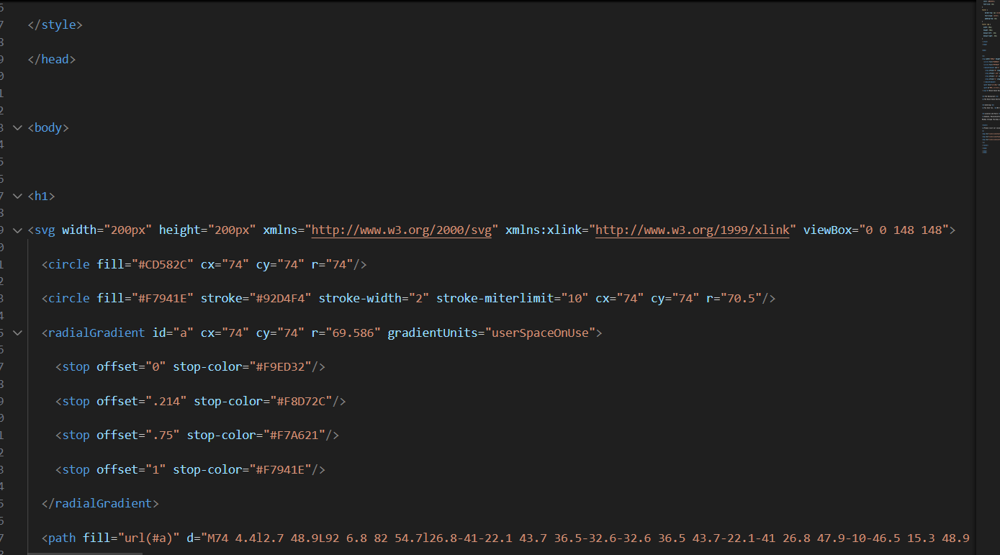 </style>
</head>
<body>
<h1>
<svg width="200px" height="200px" xmlns="http://www.w3.org/2000/svg" xmlns:xlink="http://www.w3.org/1999/xlink" viewBox="0 0 148 148">
<circle fill="#CD582C" cx="74" cy="74" r="74"/>
<circle fill="#F7941E" stroke="#92D4F4" stroke-width="2" stroke-miterlimit="10" cx="74" cy="74" r="70.5"/>
<radialGradient id="a" cx="74" cy="74" r="69.586" gradientUnits="userSpaceOnUse">
<stop offset="0" stop-color="#F9ED32"/>
<stop offset=".214" stop-color="#F8D72C"/>
<stop offset=".75" stop-color="#F7A621"/>
<stop offset="1" stop-color="#F7941E"/>
</radialGradient>
<path fill="url(#a)" d="M74 4.4l2.7 48.9L92 6.8 82 54.7l26.8-41-22.1 43.7 36.5-32.6-32.6 36.5 43.7-22.1-41 26.8 47.9-10-46.5 15.3 48.9